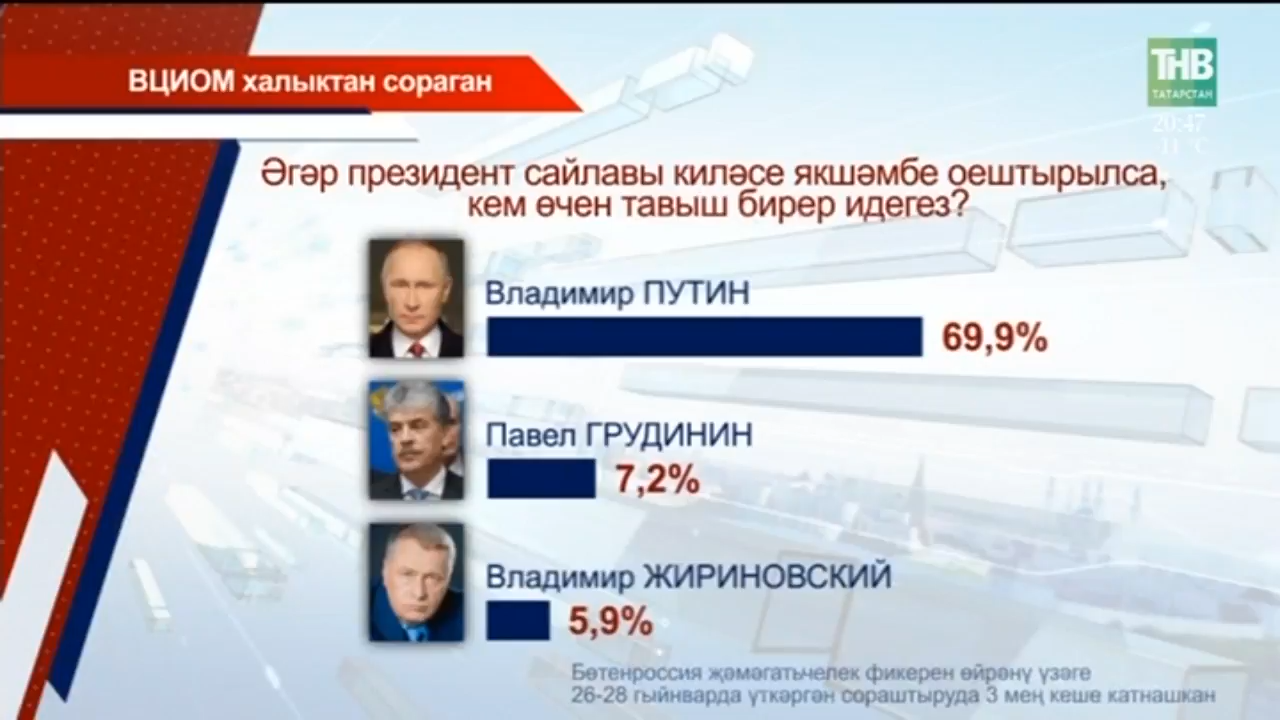 ВЦИОМ халыктан сораган
ТНВ
ТАТАРСТАН
20:47
11 °C
Әгәр президент сайлавы киләсе якшәмбе оештырылса,
кем өчен тавыш бирер идегез?
Владимир ПУТИН
69,9%
Павел ГРУДИНИН
7,2%
Владимир ЖИРИНОВСКИЙ
5,9%
Бөтенроссия җәмәгатьчелек фикерен өйрәнү үзәге
26-28 гыйнварда үткәргән сораштыруда 3 мең кеше катнашкан